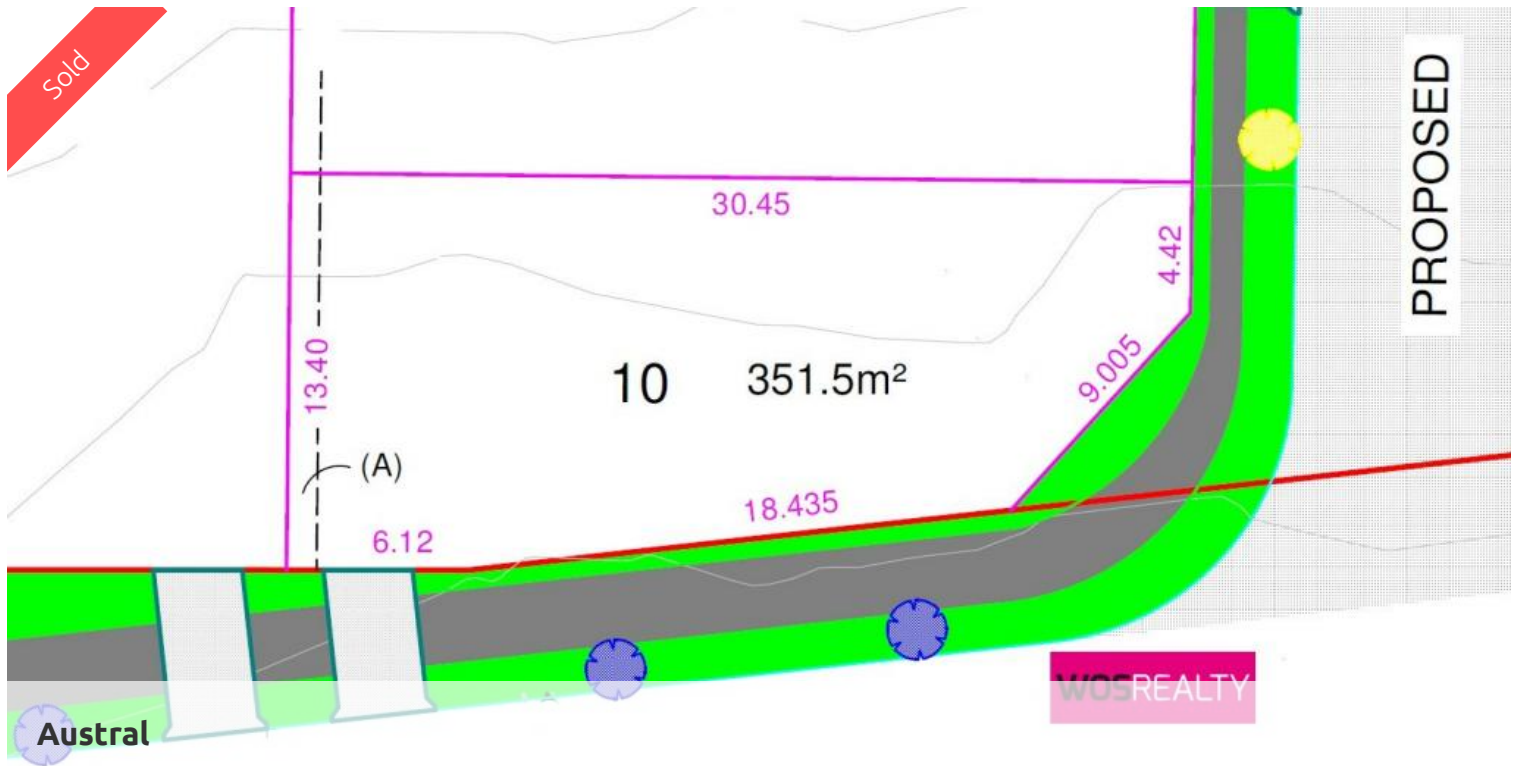 Sold
PROPOSED
30.45
4.42
13.40
10 351.5m²
9.005
(A)
18.435
6.12
WOSREALTY
Austral